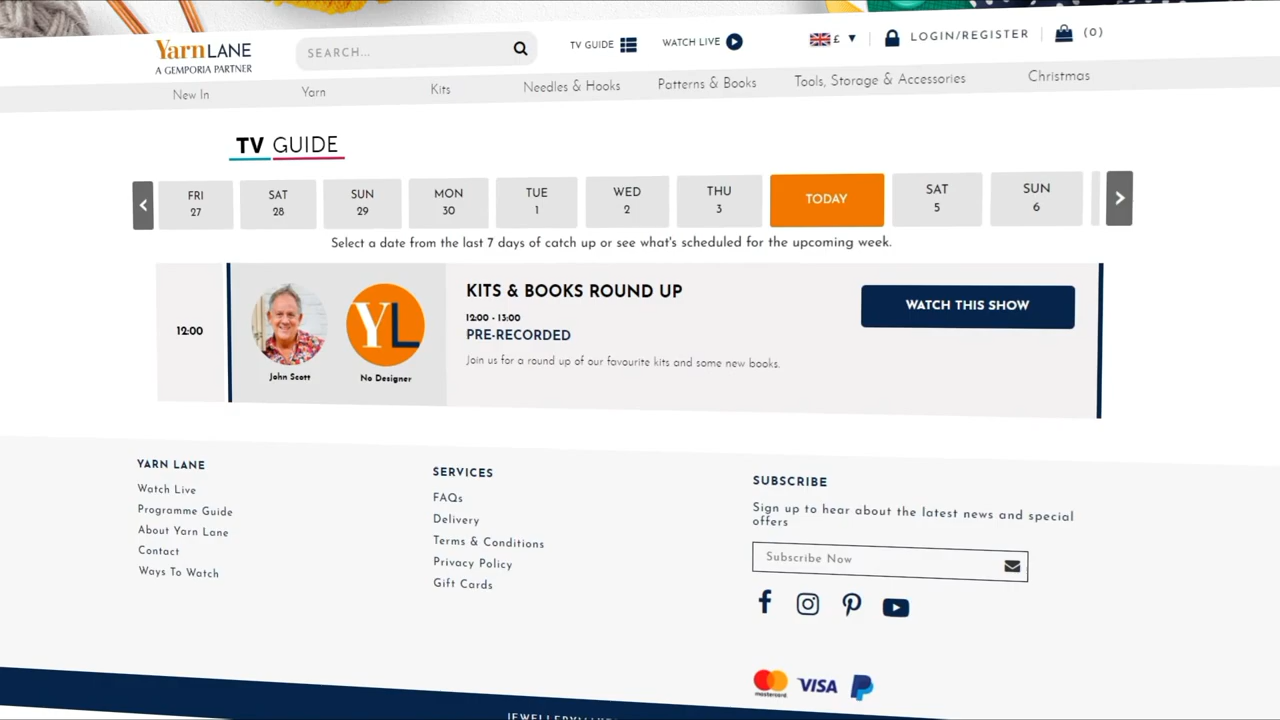 YarnLANE
A GEMPORIA PARTNER
SEARCH...
TV GUIDE
WATCH LIVE
£
LOGIN/REGISTER
(0)
New In
Yarn
Kits
Needles & Hooks
Patterns & Books
Tools, Storage & Accessories
Christmas
TV GUIDE
FRI
27
SAT
28
SUN
29
MON
30
TUE
1
WED
2
THU
3
TODAY
SAT
5
SUN
6
Select a date from the last 7 days of catch up or see what's scheduled for the upcoming week.
12:00
John Scott
YL
No Designer
KITS & BOOKS ROUND UP
12:00 - 13:00
PRE-RECORDED
Join us for a round up of our favourite kits and some new books.
WATCH THIS SHOW
YARN LANE
Watch Live
Programme Guide
About Yarn Lane
Contact
Ways To Watch
SERVICES
FAQs
Delivery
Terms & Conditions
Privacy Policy
Gift Cards
SUBSCRIBE
Sign up to hear about the latest news and special
offers
Subscribe Now
mastercard
VISA